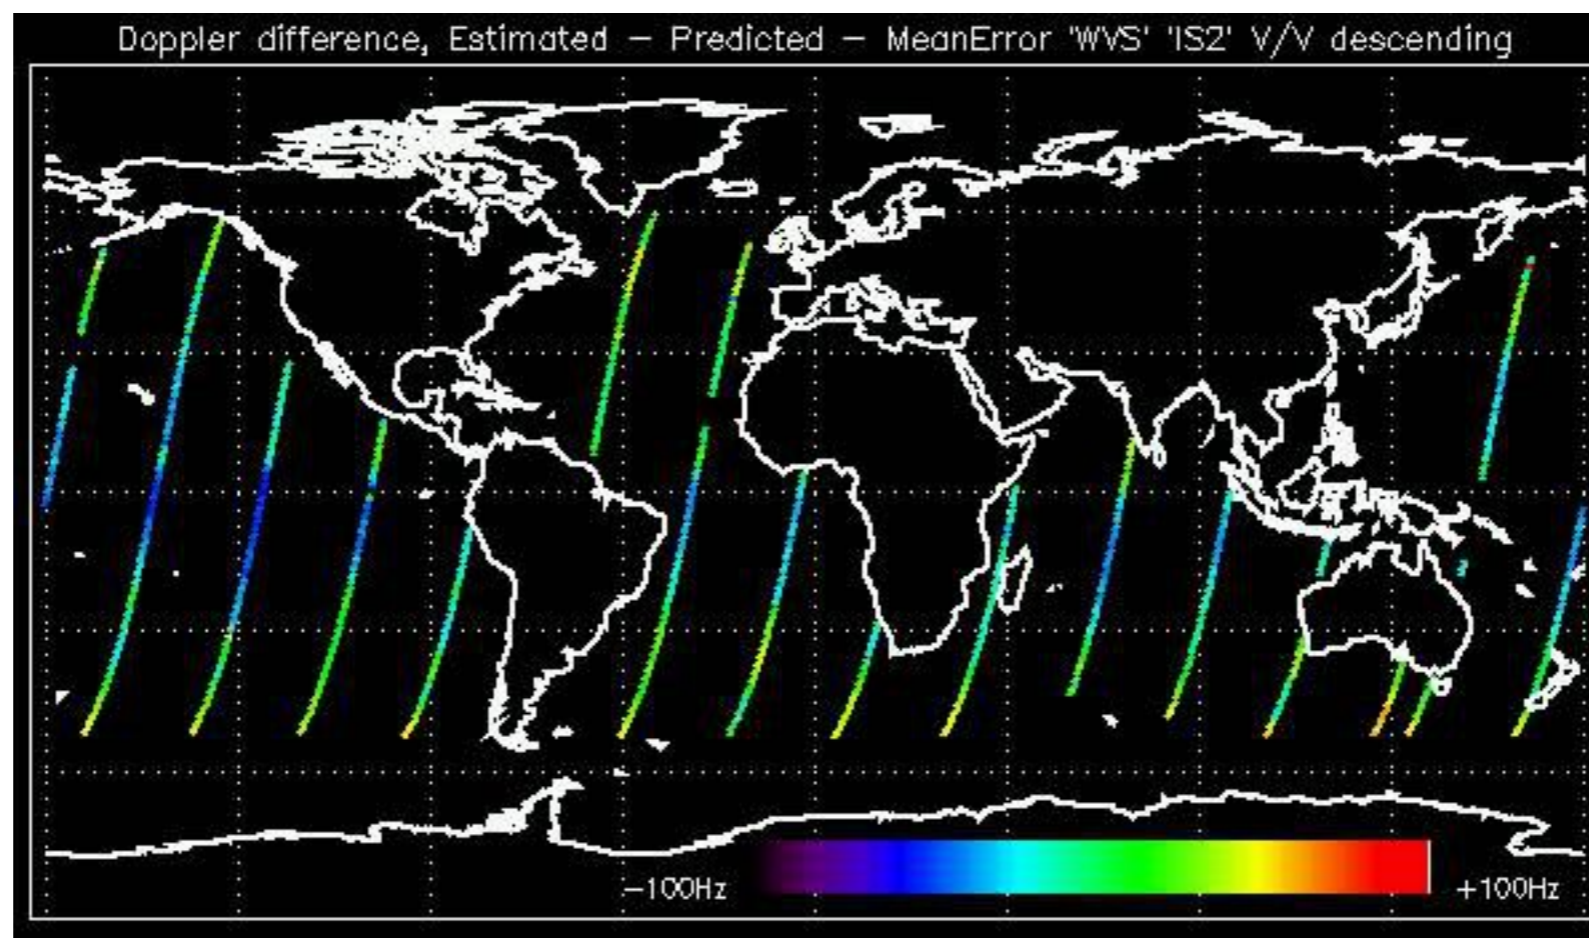 Doppler difference, Estimated – Predicted – MeanError 'WVS' 'IS2' V/V descending
–100Hz
+100Hz